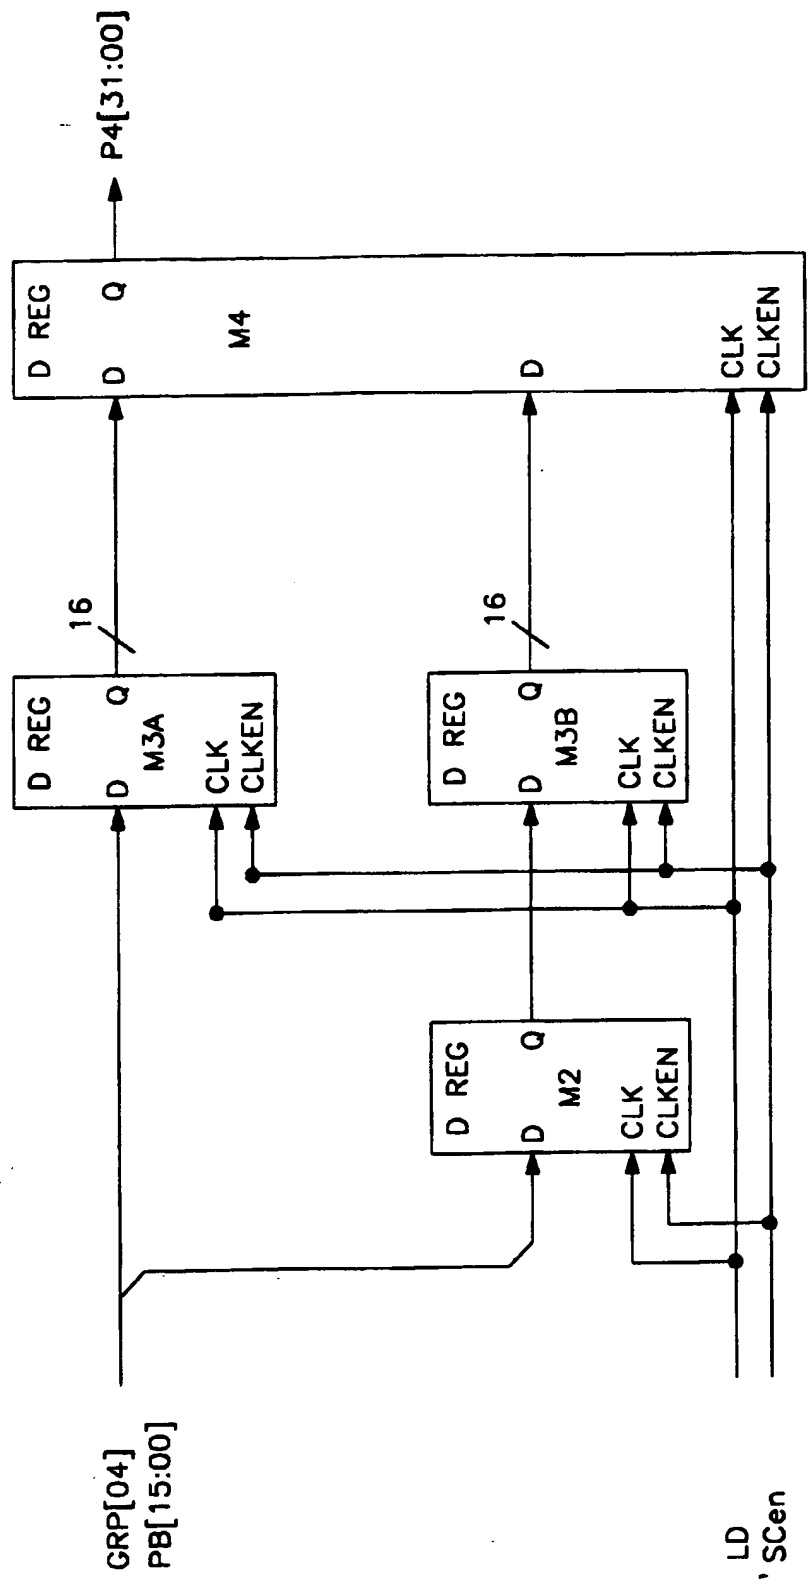 GRP[04]
PB[15:00]
D REG
D Q
M3A
CLK
CLKEN
16
D REG
D Q
M4
D
CLK
CLKEN
P4[31:00]
D REG
D Q
M2
CLK
CLKEN
D REG
D Q
M3B
CLK
CLKEN
16
LD
SCen